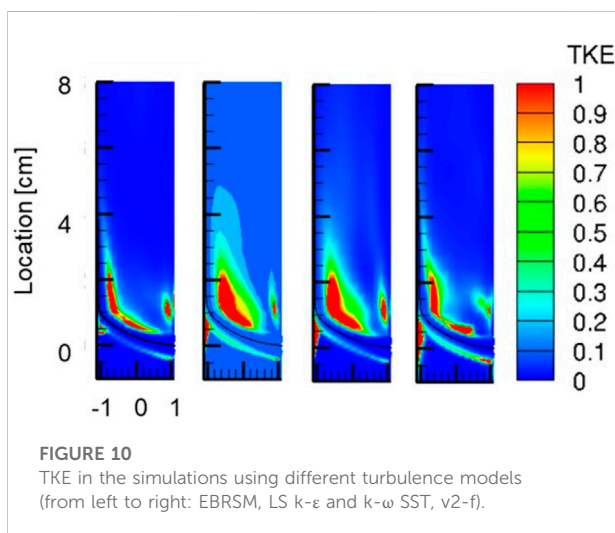 TKE
8
4
0
Location [cm]
-1 0 1
1
0.9
0.8
0.7
0.6
0.5
0.4
0.3
0.2
0.1
0
FIGURE 10
TKE in the simulations using different turbulence models
(from left to right: EBRSM, LS k-ε and k-ω SST, v2-f).